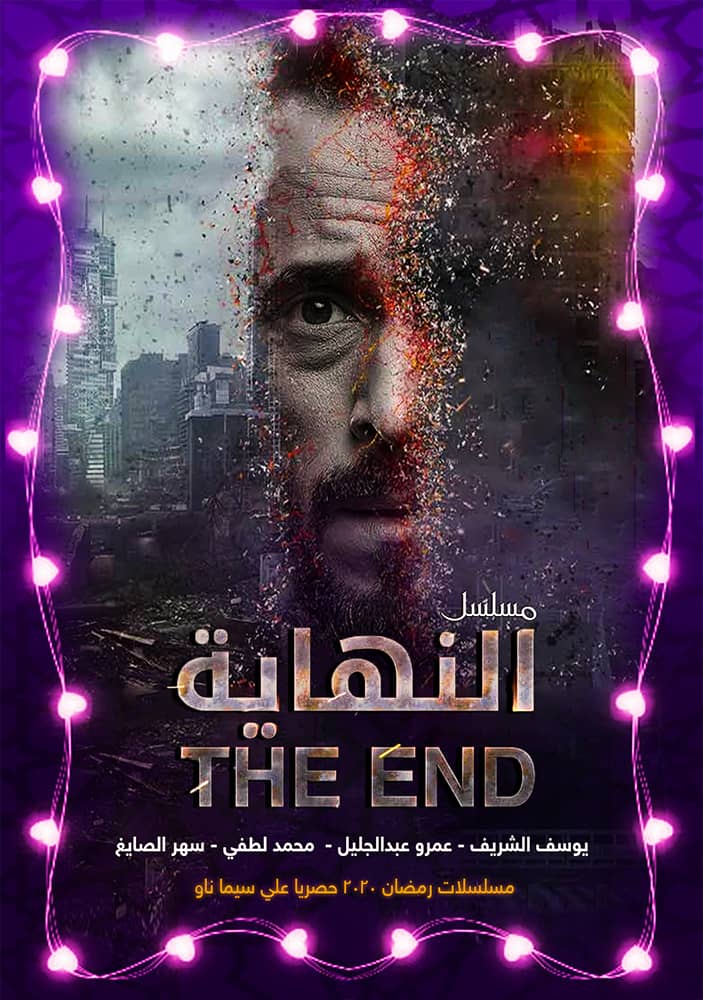 مسلسل
النهاية
THE END
يوسف الشريف - عمرو عبدالجليل - محمد لطفي - سهر الصايغ
مسلسلات رمضان ٢٠٢٠ حصريا علي سيما ناو